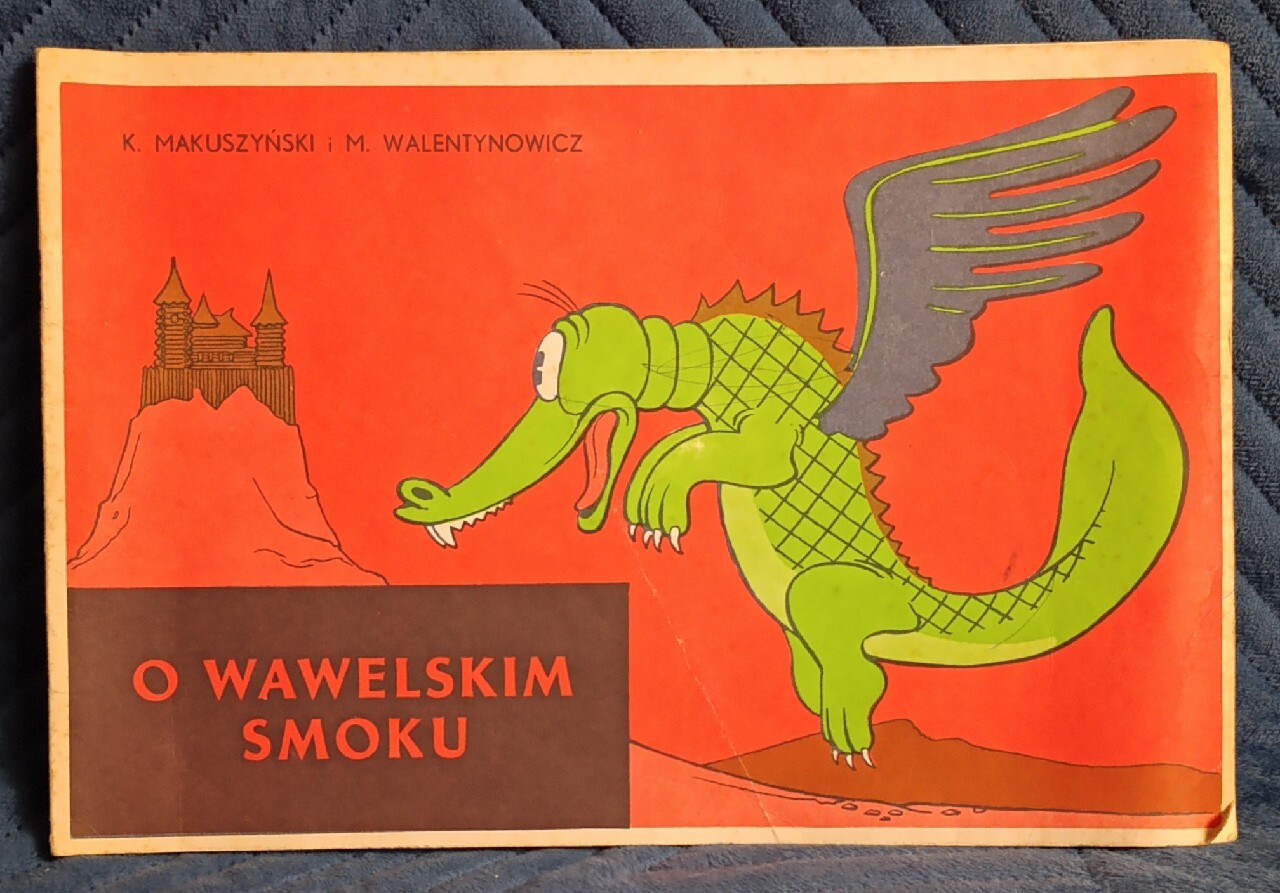 K. MAKUSZYŃSKI i M. WALENTYNOWICZ
O WAWELSKIM
SMOKU